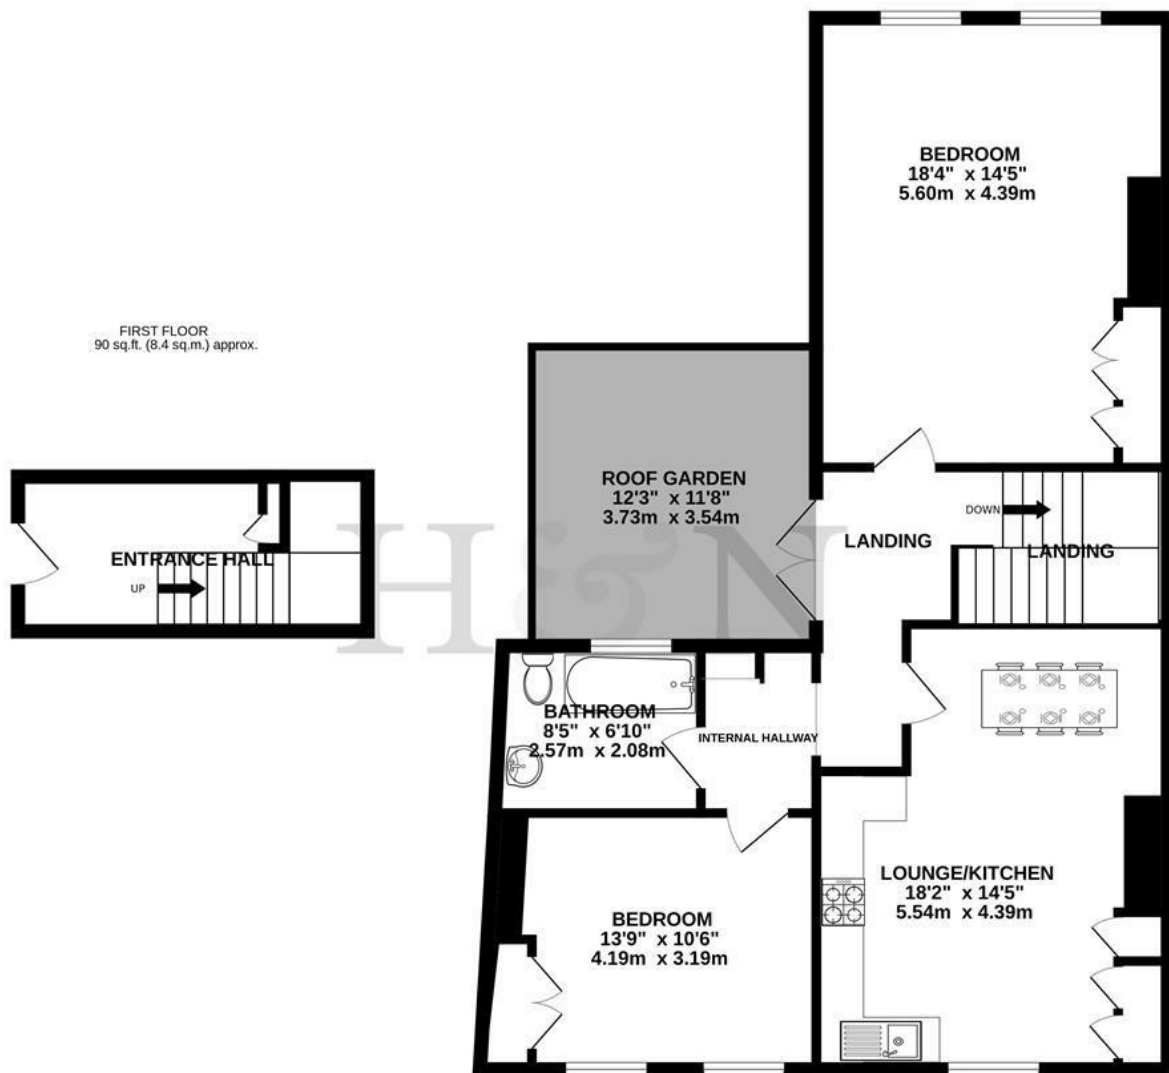 BEDROOM
18'4" x 14'5"
5.60m x 4.39m
FIRST FLOOR
90 sq.ft. (8.4 sq.m.) approx.
ROOF GARDEN
12'3" x 11'8"
3.73m x 3.54m
DOWN
LANDING
LANDING
ENTRANCE HALL
UP
H&N
BATHROOM
8'5" x 6'10"
2.57m x 2.08m
INTERNAL HALLWAY
LOUNGE/KITCHEN
18'2" x 14'5"
5.54m x 4.39m
BEDROOM
13'9" x 10'6"
4.19m x 3.19m